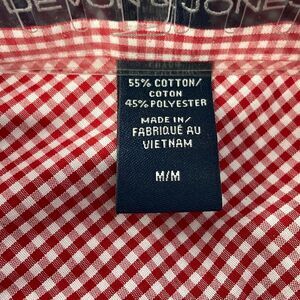 55% COTTON/
COTON
45% POLYESTER
MADE IN/
FABRIQUÉ AU
VIETNAM
M/M